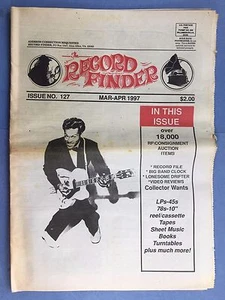 The
RECORD
FINDER
ISSUE NO. 127
MAR-APR 1997
$2.00
IN THIS
ISSUE
over
18,000
RF/CONSIGNMENT
AUCTION
ITEMS
* RECORD FILE
* BIG BAND CLOCK
* LONESOME DRIFTER
* VIDEO REVIEWS
Collector Wants
LPs-45s
78s-10"
reel/cassette
Tapes
Sheet Music
Books
Turntables
plus much more!